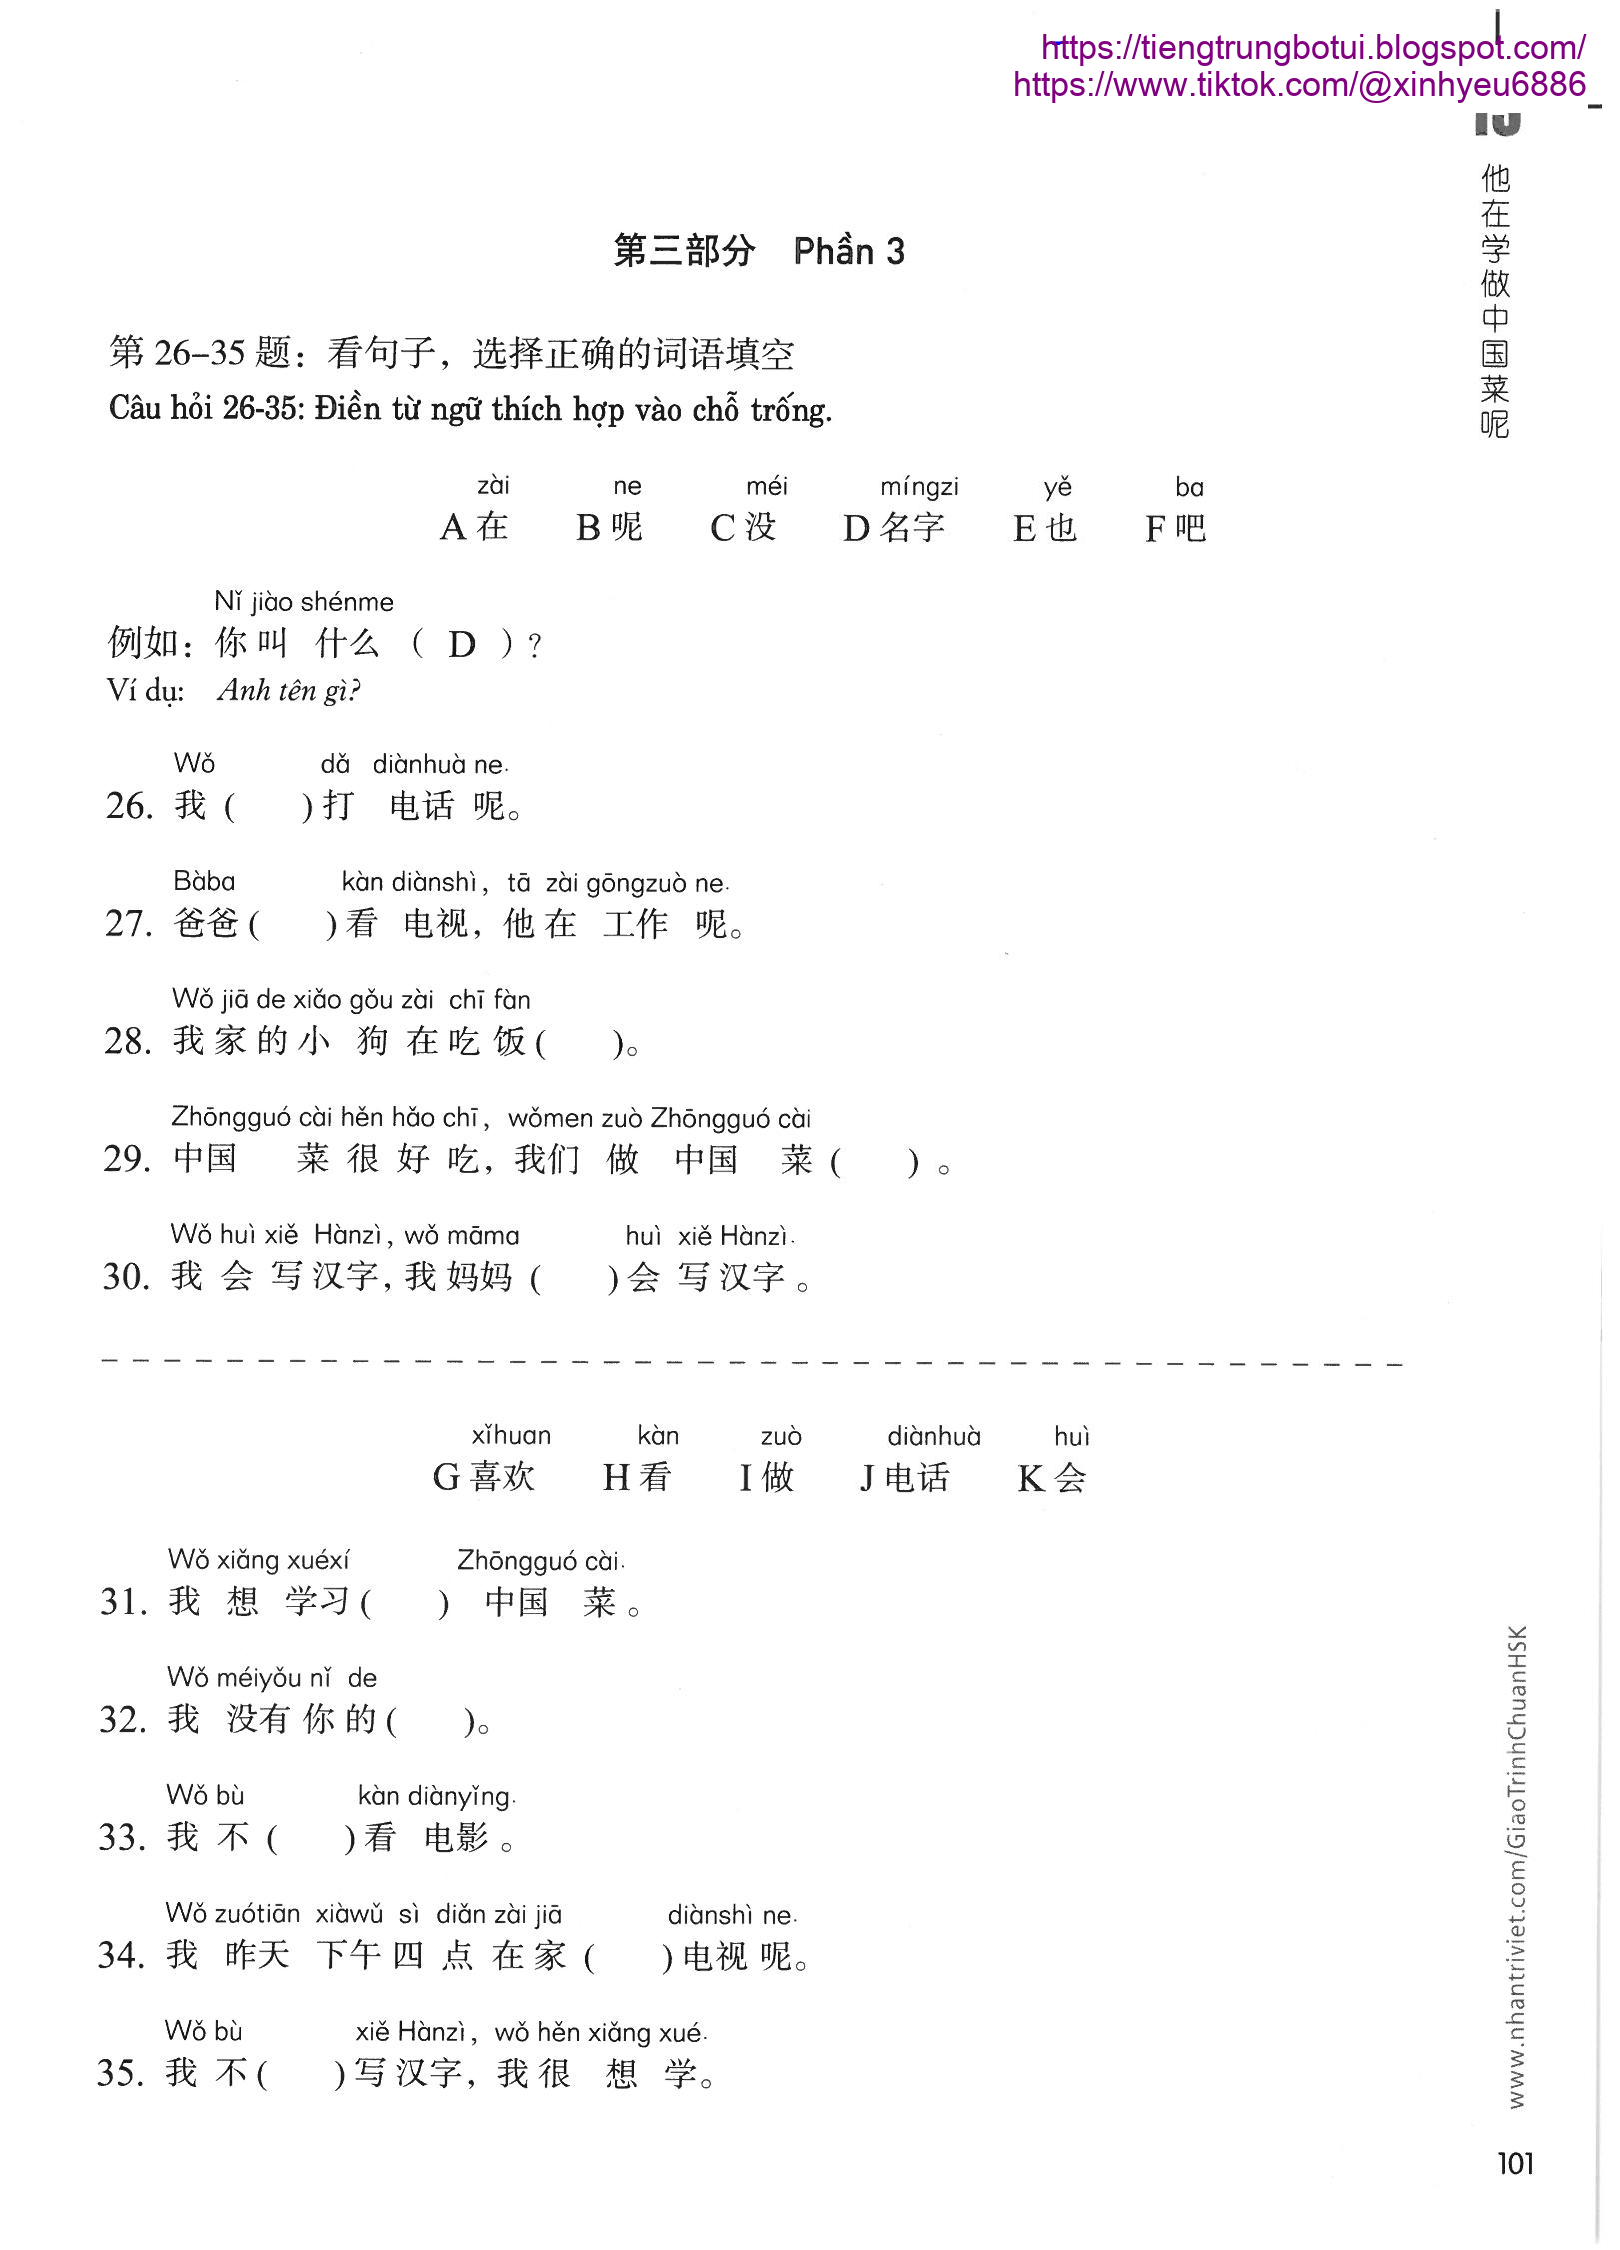 https://tiengtrungbotui.blogspot.com/
https://www.tiktok.com/@xinhyeu6886
他在学做中国菜呢
第三部分 Phần 3
第 26–35 题：看句子，选择正确的词语填空
Câu hỏi 26-35: Điền từ ngữ thích hợp vào chỗ trống.
zài ne méi míngzi yě ba
A 在 B 呢 C 没 D 名字 E 也 F 吧
Nǐ jiào shénme
例如：你 叫 什么 （ D ）?
Ví dụ: Anh tên gì?
Wǒ dǎ diànhuà ne.
26. 我 ( ) 打 电话 呢。
Bàba kàn diànshì, tā zài gōngzuò ne.
27. 爸爸 ( ) 看 电视，他 在 工作 呢。
Wǒ jiā de xiǎo gǒu zài chī fàn
28. 我 家 的 小 狗 在 吃 饭 ( )。
Zhōngguó cài hěn hǎo chī, wǒmen zuò Zhōngguó cài
29. 中国 菜 很 好 吃，我们 做 中国 菜 ( ) 。
Wǒ huì xiě Hànzì, wǒ māma huì xiě Hànzì.
30. 我 会 写 汉字，我 妈妈 ( ) 会 写 汉字 。
xǐhuan kàn zuò diànhuà huì
G 喜欢 H 看 I 做 J 电话 K 会
Wǒ xiǎng xuéxí Zhōngguó cài.
31. 我 想 学习 ( ) 中国 菜 。
Wǒ méiyǒu nǐ de
32. 我 没有 你 的 ( )。
Wǒ bù kàn diànyǐng.
33. 我 不 ( ) 看 电影 。
Wǒ zuótiān xiàwǔ sì diǎn zài jiā diànshì ne.
34. 我 昨天 下午 四 点 在 家 ( ) 电视 呢。
Wǒ bù xiě Hànzì, wǒ hěn xiǎng xué.
35. 我 不 ( ) 写 汉字，我 很 想 学。
www.nhantriviet.com/GiaoTrinhChuanHSK
101